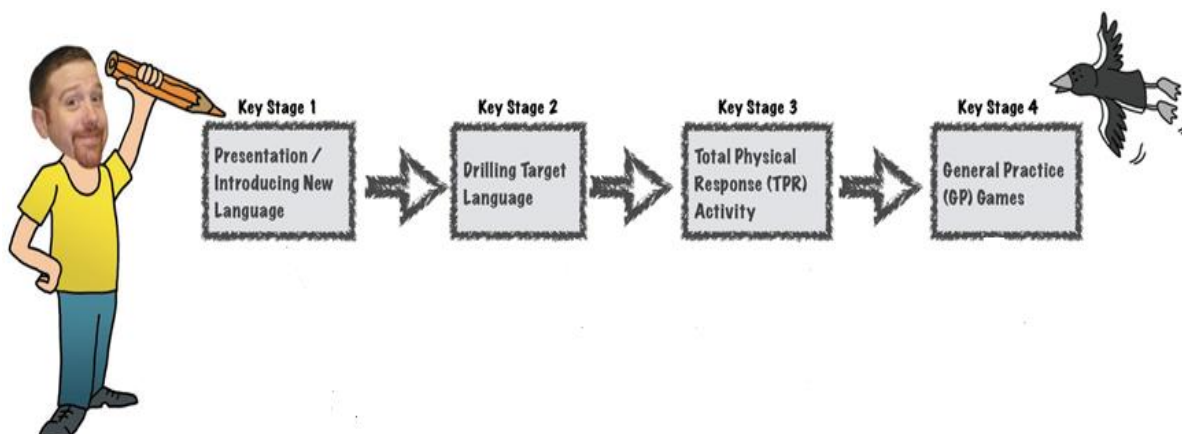 Key Stage 1
Presentation /
Introducing New
Language
Key Stage 2
Drilling Target
Language
Key Stage 3
Total Physical
Response (TPR)
Activity
Key Stage 4
General Practice
(GP) Games